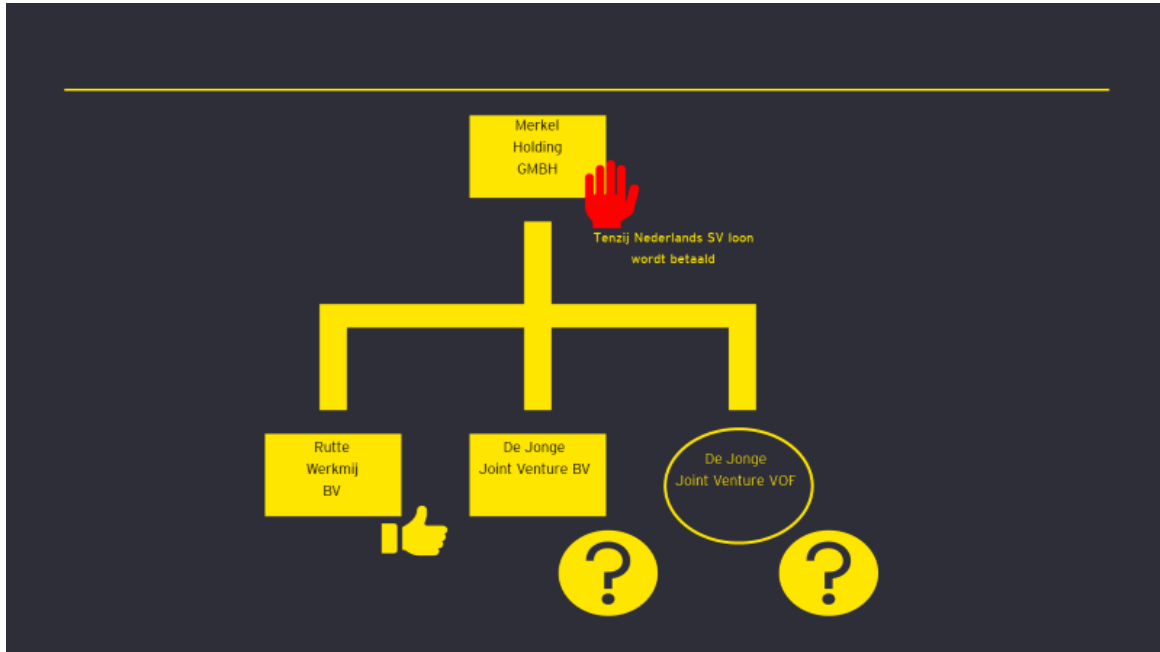 Merkel
Holding
GMBH
Tenzij Nederlands SV loon
wordt betaald
Rutte
Werkmij
BV
De Jonge
Joint Venture BV
De Jonge
Joint Venture VOF
?
?